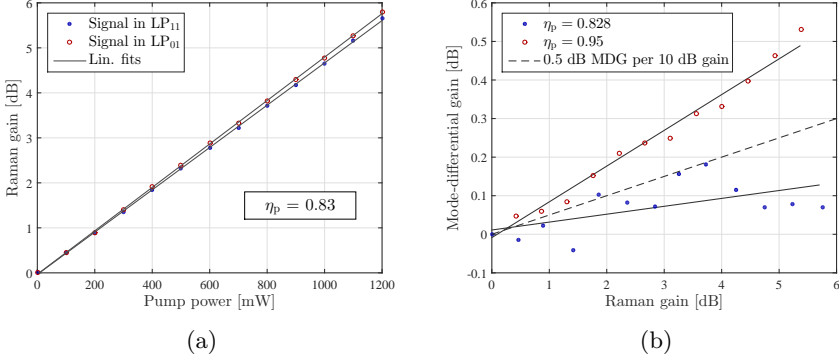 6
5
4
3
2
1
0
0 200 400 600 800 1000 1200
Raman gain [dB]
Pump power [mW]
Signal in LP₁₁
Signal in LP₀₁
Lin. fits
ηₚ = 0.83
(a)
0.6
0.5
0.4
0.3
0.2
0.1
0
-0.1
0 1 2 3 4 5 6
Mode-differential gain [dB]
Raman gain [dB]
ηₚ = 0.828
ηₚ = 0.95
0.5 dB MDG per 10 dB gain
(b)